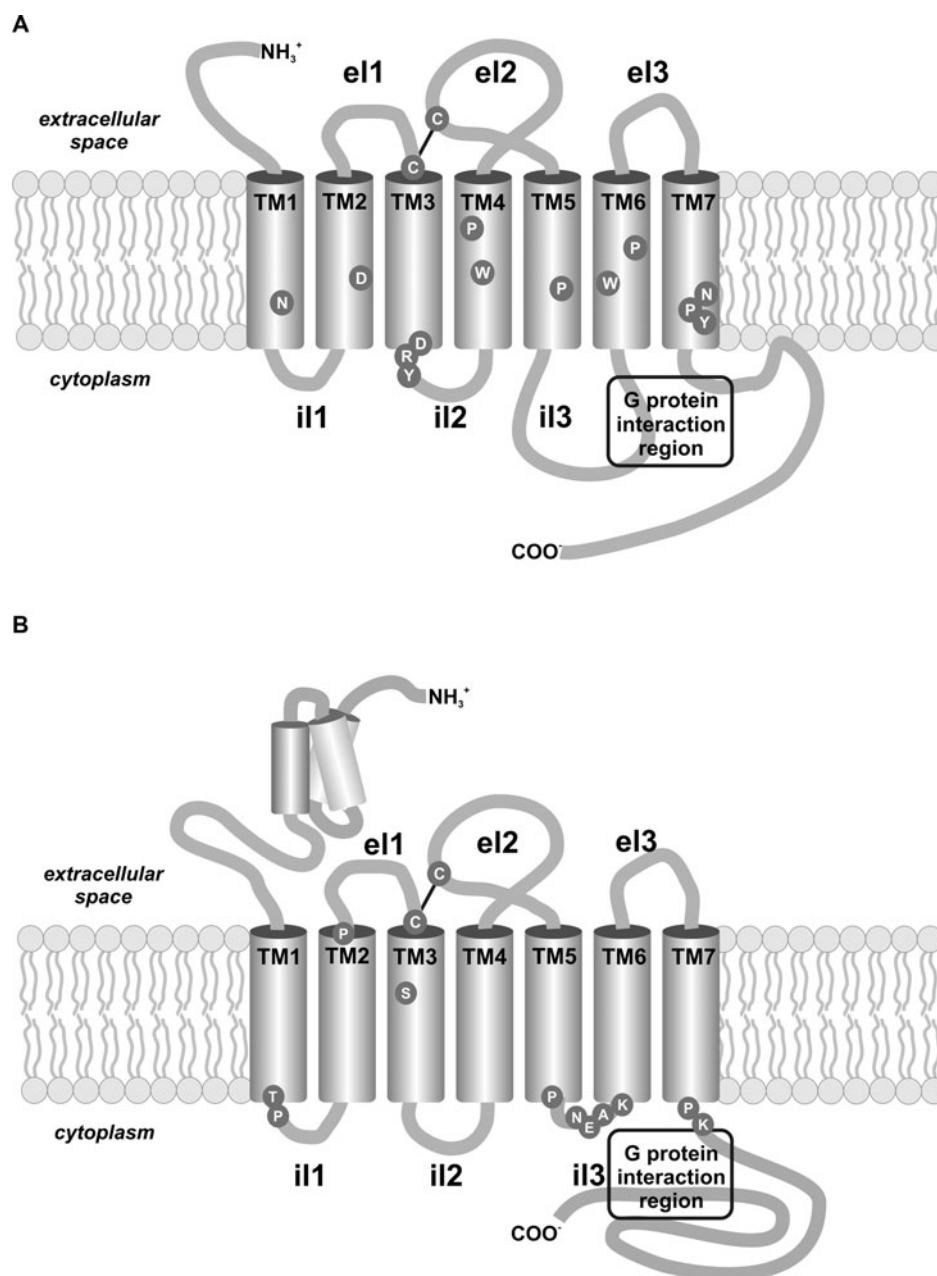 A
NH₃⁺
el1
el2
el3
extracellular
space
C
C
TM1 TM2 TM3 TM4 TM5 TM6 TM7
P
P
W
D
W
N
P
N
P
Y
D
R
Y
cytoplasm
il1
il2
il3
G protein
interaction
region
COO⁻
B
NH₃⁺
el1
el2
el3
extracellular
space
C
C
P
TM1 TM2 TM3 TM4 TM5 TM6 TM7
S
T
P
P
N
E
A
K
P
K
cytoplasm
il1
il2
il3
G protein
interaction
region
COO⁻